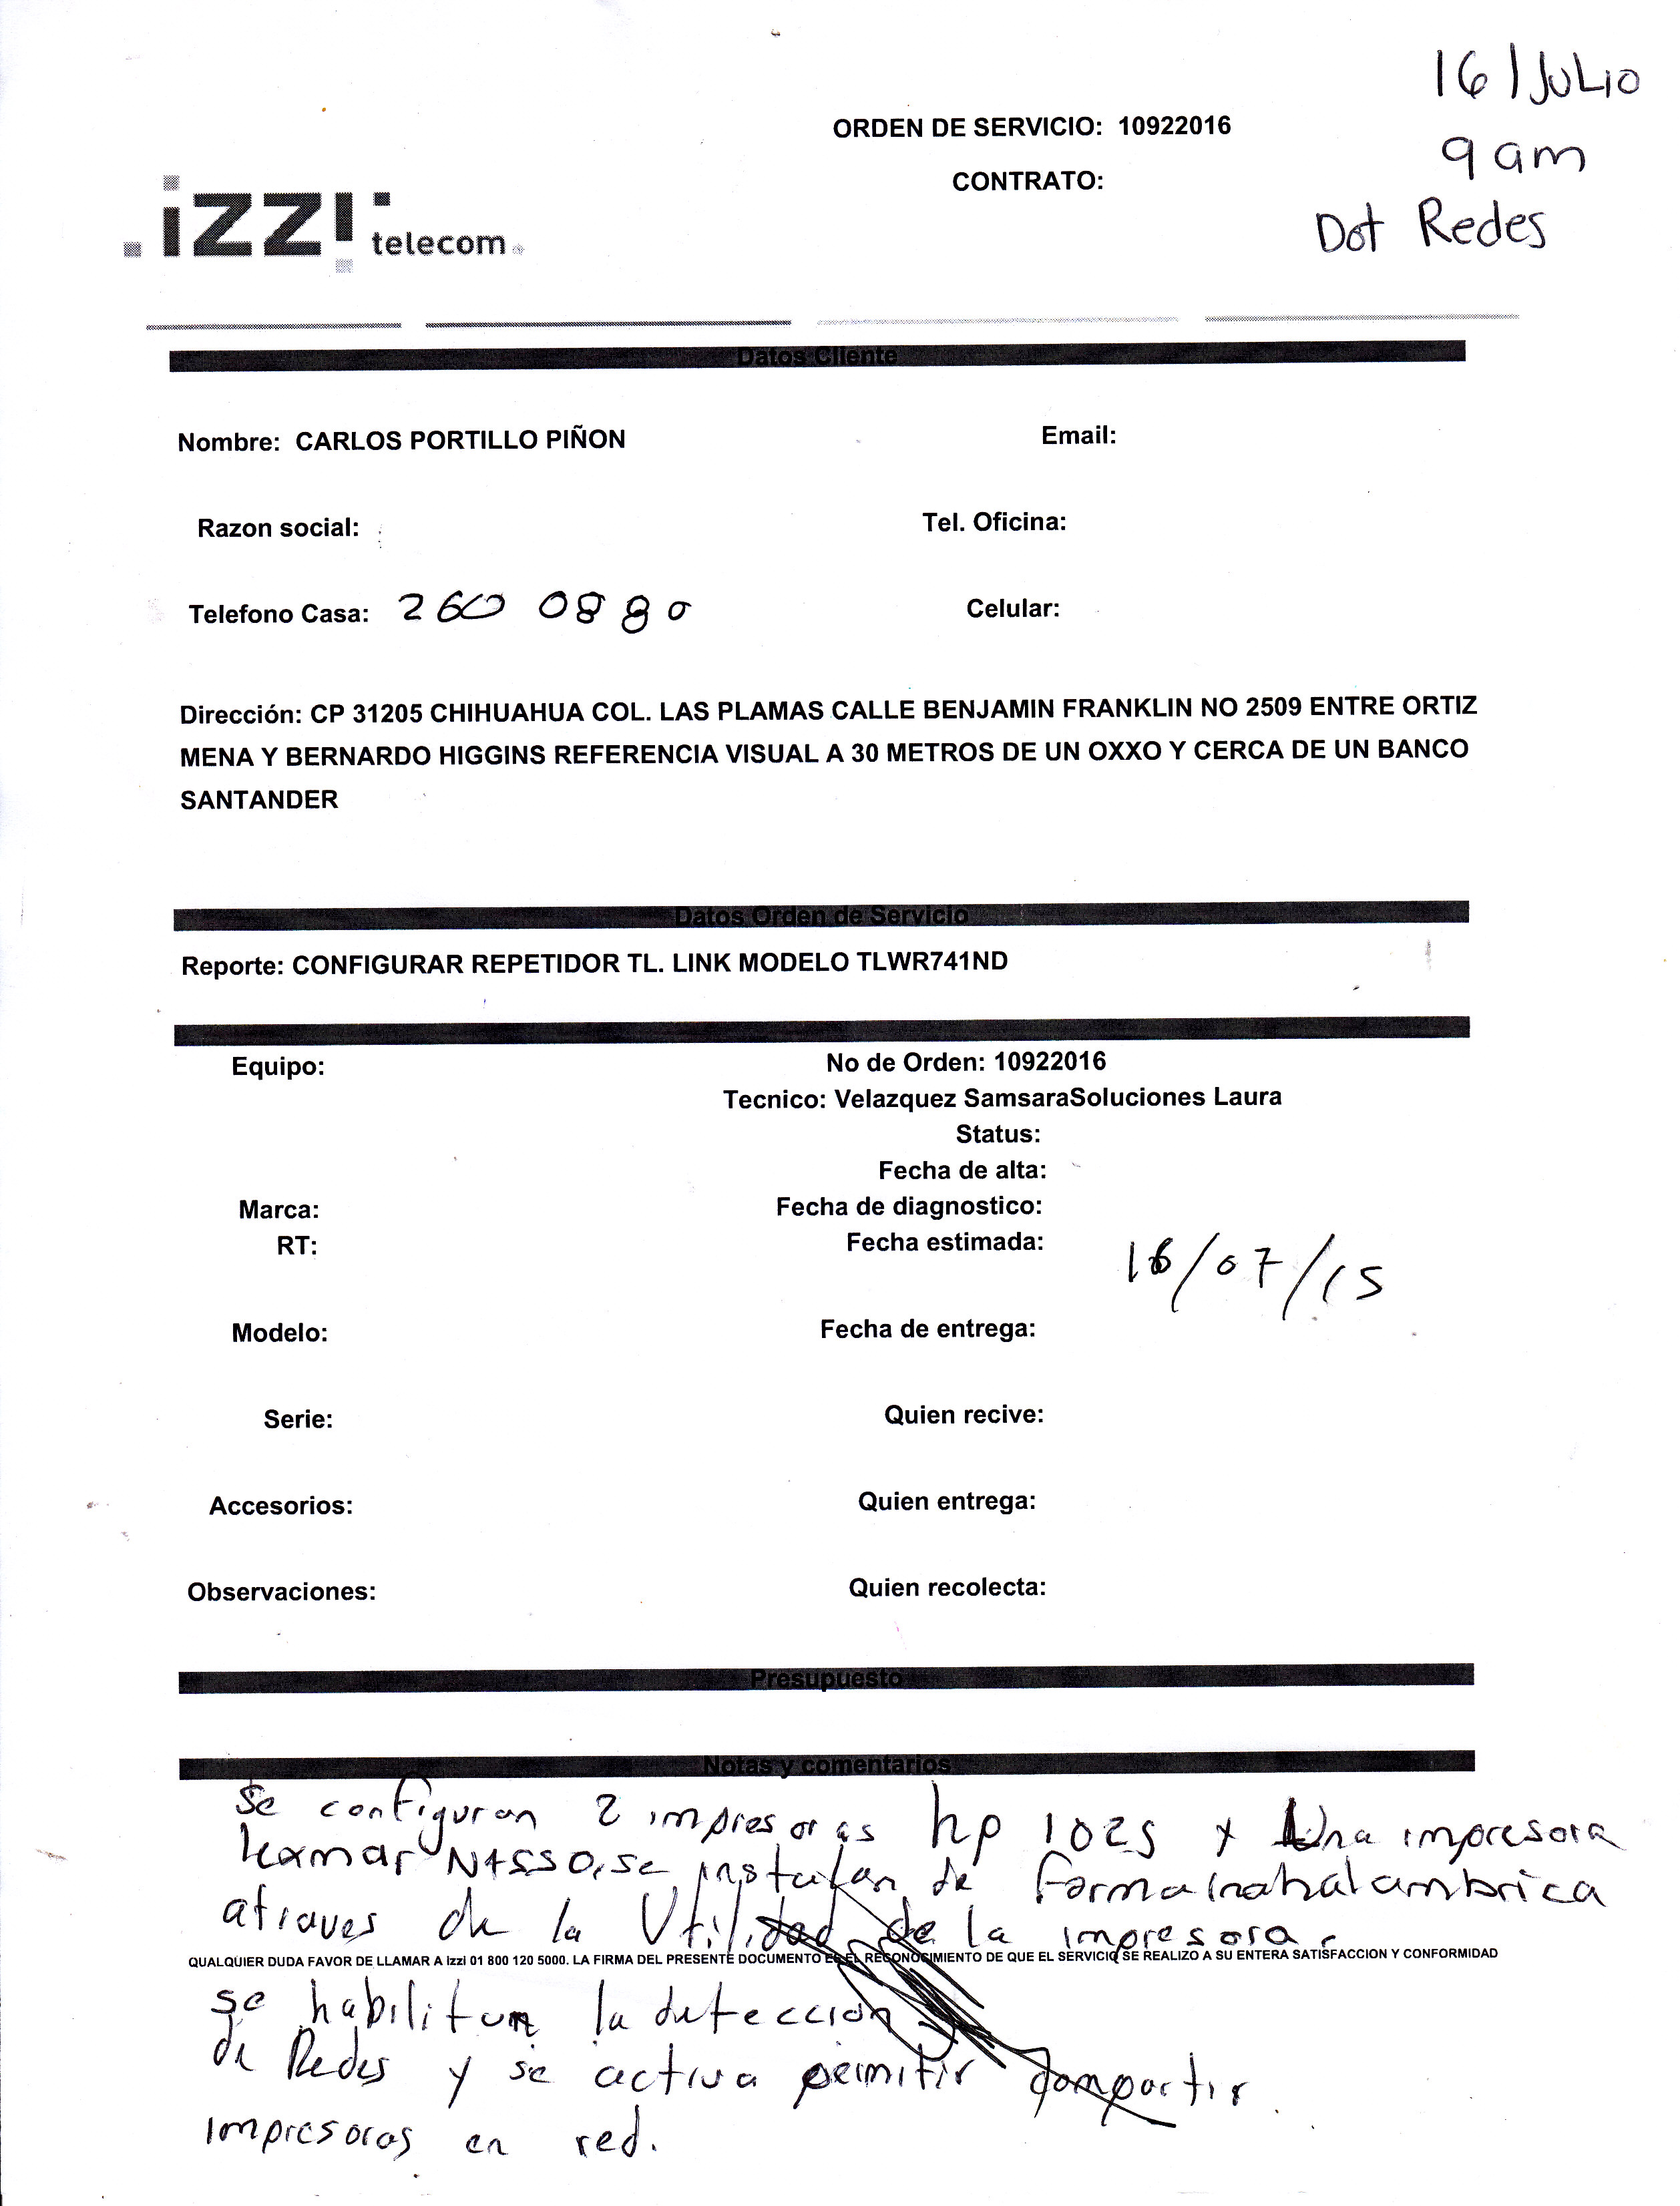 16/JULIO
ORDEN DE SERVICIO: 10922016
9 am
CONTRATO:
Dot Redes
izzi telecom
Datos Cliente
Nombre: CARLOS PORTILLO PIÑON
Email:
Razon social:
Tel. Oficina:
Telefono Casa: 260 0880
Celular:
Dirección: CP 31205 CHIHUAHUA COL. LAS PLAMAS CALLE BENJAMIN FRANKLIN NO 2509 ENTRE ORTIZ
MENA Y BERNARDO HIGGINS REFERENCIA VISUAL A 30 METROS DE UN OXXO Y CERCA DE UN BANCO
SANTANDER
Datos Orden de Servicio
Reporte: CONFIGURAR REPETIDOR TL. LINK MODELO TLWR741ND
Equipo:
No de Orden: 10922016
Tecnico: Velazquez SamsaraSoluciones Laura
Status:
Fecha de alta:
Marca:
Fecha de diagnostico:
RT:
Fecha estimada: 16/07/15
Modelo:
Fecha de entrega:
Serie:
Quien recive:
Accesorios:
Quien entrega:
Observaciones:
Quien recolecta:
Presupuesto
Notas y comentarios
Se configuran 2 impresoras hp 1025 y Una impresora
lexmar se instalan de forma
atraves de la Utilidad de la impresora.
QUALQUIER DUDA FAVOR DE LLAMAR A izzi 01 800 120 5000. LA FIRMA DEL PRESENTE DOCUMENTO ES EL RECONOCIMIENTO DE QUE EL SERVICIO SE REALIZO A SU ENTERA SATISFACCION Y CONFORMIDAD
se habilitan la deteccion
de Redes y se activa permitir compartir
impresoras en red.